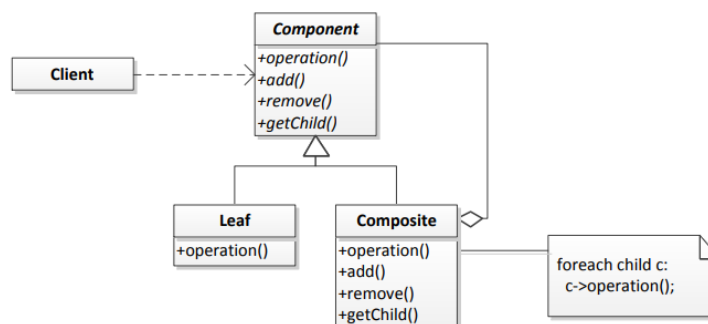 Component
+operation()
+add()
+remove()
+getChild()
Client
Leaf
+operation()
Composite
+operation()
+add()
+remove()
+getChild()
foreach child c:
c->operation();